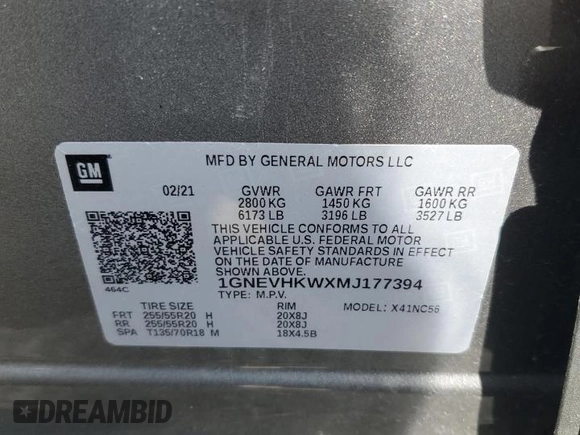 GM
MFD BY GENERAL MOTORS LLC
02/21 GVWR GAWR FRT GAWR RR
2800 KG 1450 KG 1600 KG
6173 LB 3196 LB 3527 LB
THIS VEHICLE CONFORMS TO ALL
APPLICABLE U.S. FEDERAL MOTOR
VEHICLE SAFETY STANDARDS IN EFFECT
ON THE DATE OF MANUFACTURE
SHOWN ABOVE.
1GNEVHKWXMJ177394
464C
TYPE: M.P.V.
MODEL: X41NC56
TIRE SIZE RIM
FRT 255/55R20 H 20X8J
RR 255/55R20 H 20X8J
SPA T135/70R18 M 18X4.5B
DREAMBID